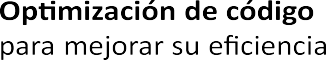 Optimización de código
para mejorar su eficiencia